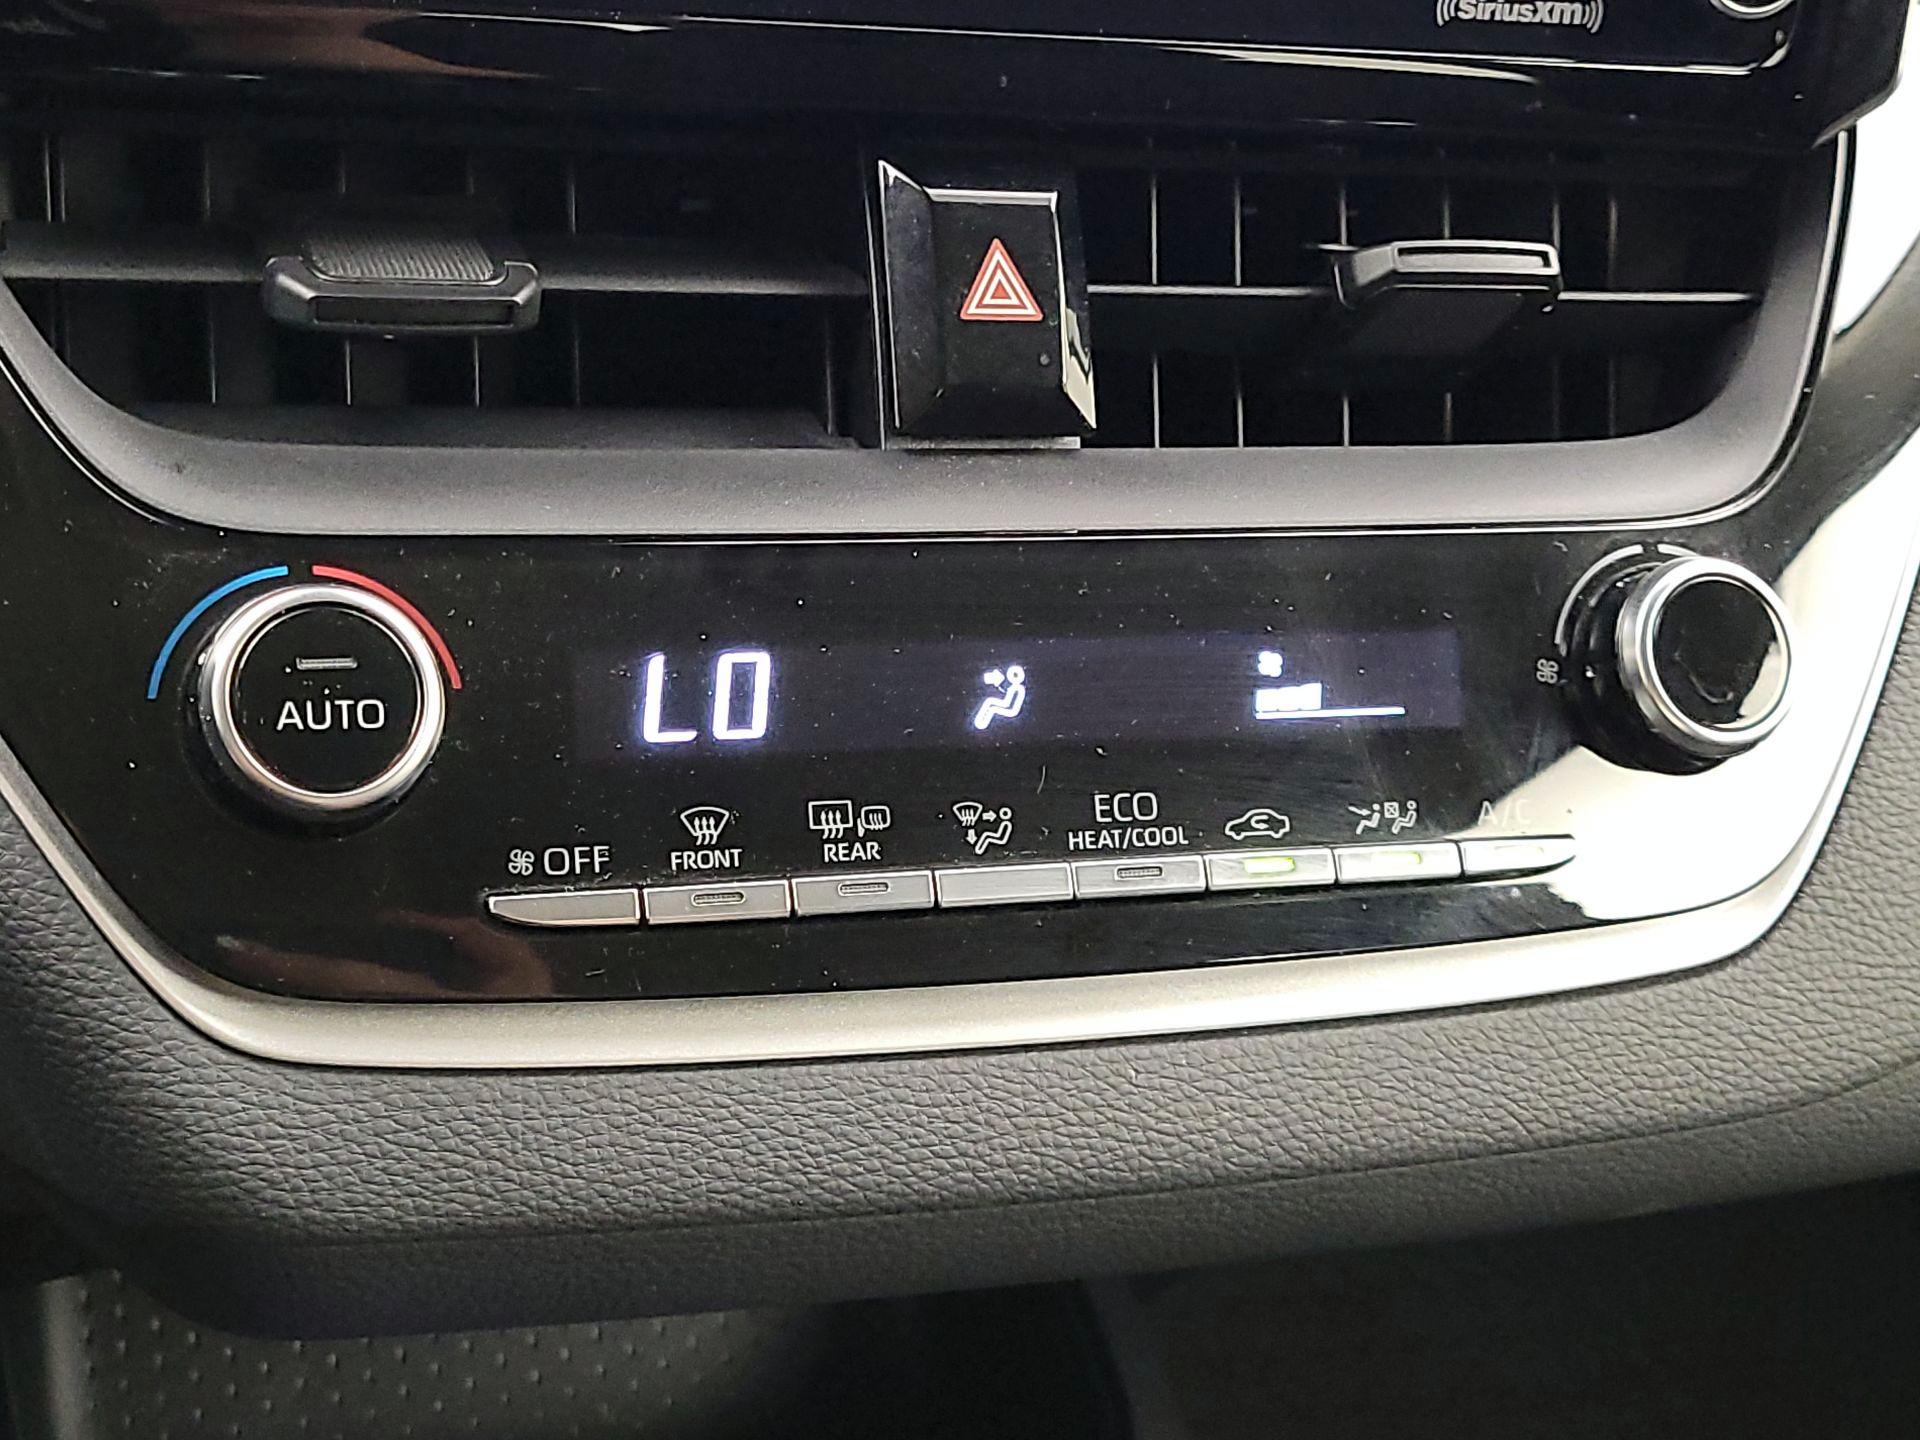 SiriusXM
AUTO
LO
OFF
FRONT
REAR
ECO
HEAT/COOL
A/C